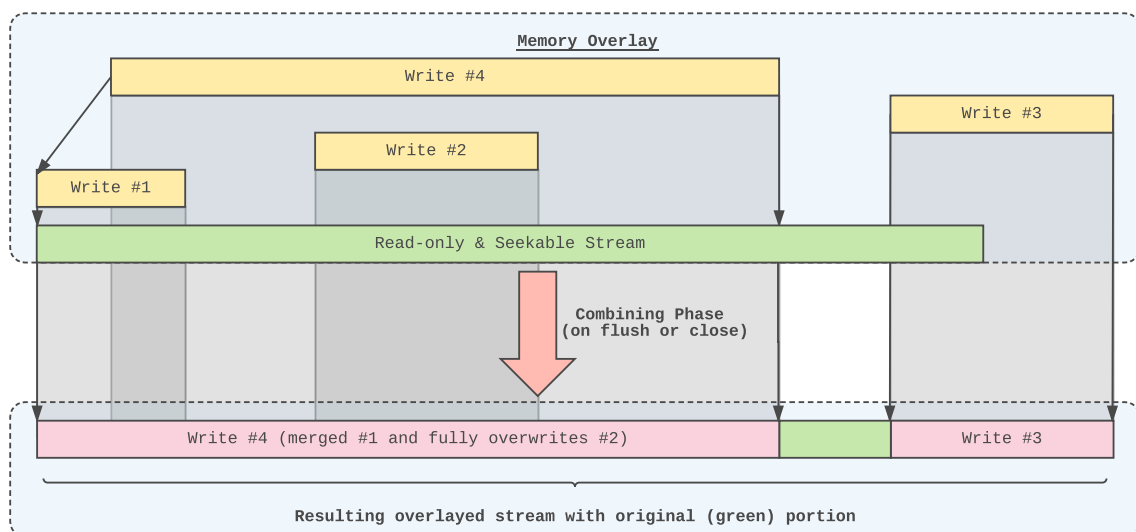 Memory Overlay
Write #4
Write #3
Write #2
Write #1
Read-only & Seekable Stream
Combining Phase
(on flush or close)
Write #4 (merged #1 and fully overwrites #2)
Write #3
Resulting overlayed stream with original (green) portion